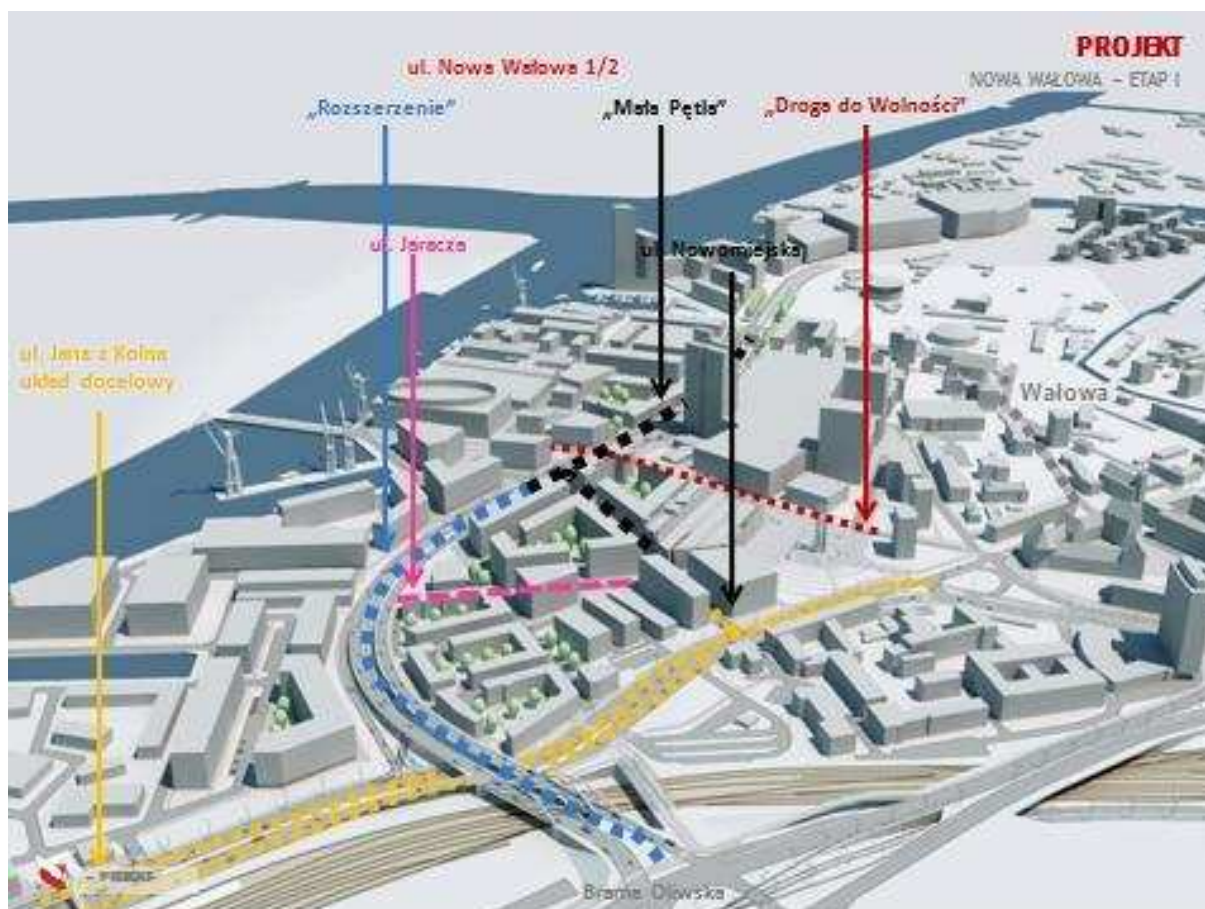 PROJEKT
NOWA WAŁOWA – ETAP I
ul. Nowa Wałowa 1/2
„Rozszerzenie”
„Mała Pętla”
„Droga do Wolności”
ul. Jaracza
ul. Nowomiejska
ul. Jana z Kolna
układ docelowy
Wałowa
Brama Oliwska